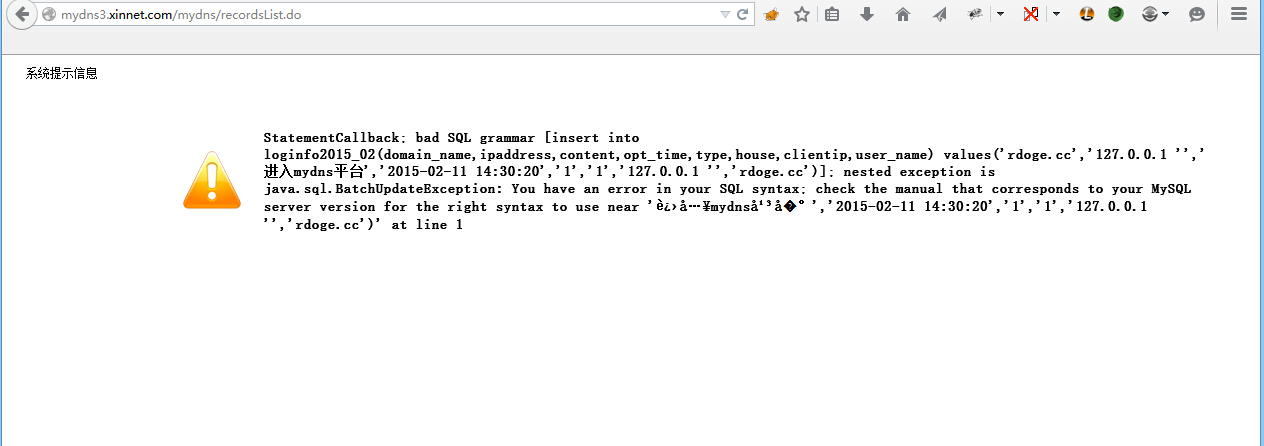 mydns3.xinnet.com/mydns/recordsList.do
系统提示信息
StatementCallback; bad SQL grammar [insert into
loginfo2015_02(domain_name,ipaddress,content,opt_time,type,house,clientip,user_name) values('rdoge.cc','127.0.0.1 '','
进入mydns平台','2015-02-11 14:30:20','1','1','127.0.0.1 '','rdoge.cc')]; nested exception is
java.sql.BatchUpdateException: You have an error in your SQL syntax; check the manual that corresponds to your MySQL
server version for the right syntax to use near 'è¿›å…¥mydnså¹³å�°','2015-02-11 14:30:20','1','1','127.0.0.1
'','rdoge.cc')' at line 1